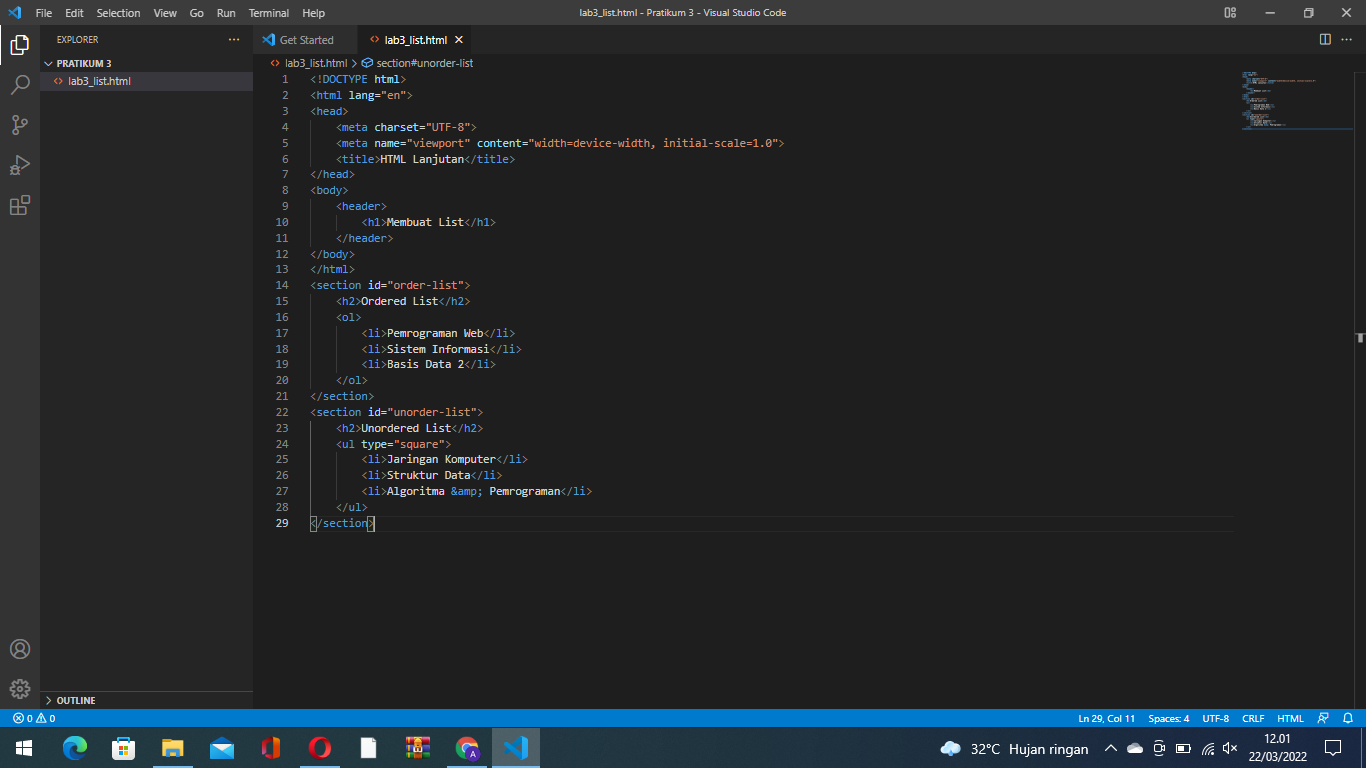 File Edit Selection View Go Run Terminal Help
lab3_list.html - Pratikum 3 - Visual Studio Code
EXPLORER
PRATIKUM 3
lab3_list.html
Get Started
lab3_list.html
lab3_list.html > section#unorder-list
1 <!DOCTYPE html>
2 <html lang="en">
3 <head>
4     <meta charset="UTF-8">
5     <meta name="viewport" content="width=device-width, initial-scale=1.0">
6     <title>HTML Lanjutan</title>
7 </head>
8 <body>
9     <header>
10         <h1>Membuat List</h1>
11     </header>
12 </body>
13 </html>
14 <section id="order-list">
15     <h2>Ordered List</h2>
16     <ol>
17         <li>Pemrograman Web</li>
18         <li>Sistem Informasi</li>
19         <li>Basis Data 2</li>
20     </ol>
21 </section>
22 <section id="unorder-list">
23     <h2>Unordered List</h2>
24     <ul type="square">
25         <li>Jaringan Komputer</li>
26         <li>Struktur Data</li>
27         <li>Algoritma &amp; Pemrograman</li>
28     </ul>
29 </section>
OUTLINE
0 0
Ln 29, Col 11 Spaces: 4 UTF-8 CRLF HTML
A
32°C Hujan ringan
12.01
22/03/2022